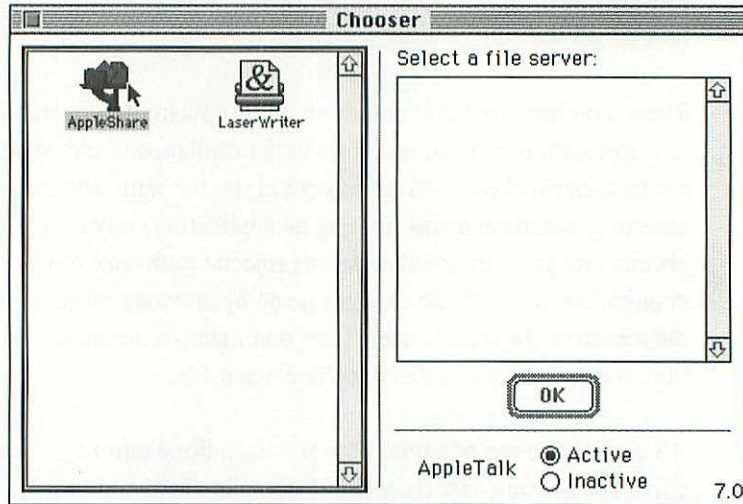 Chooser
AppleShare
LaserWriter
Select a file server:
OK
AppleTalk
Active
Inactive
7.0